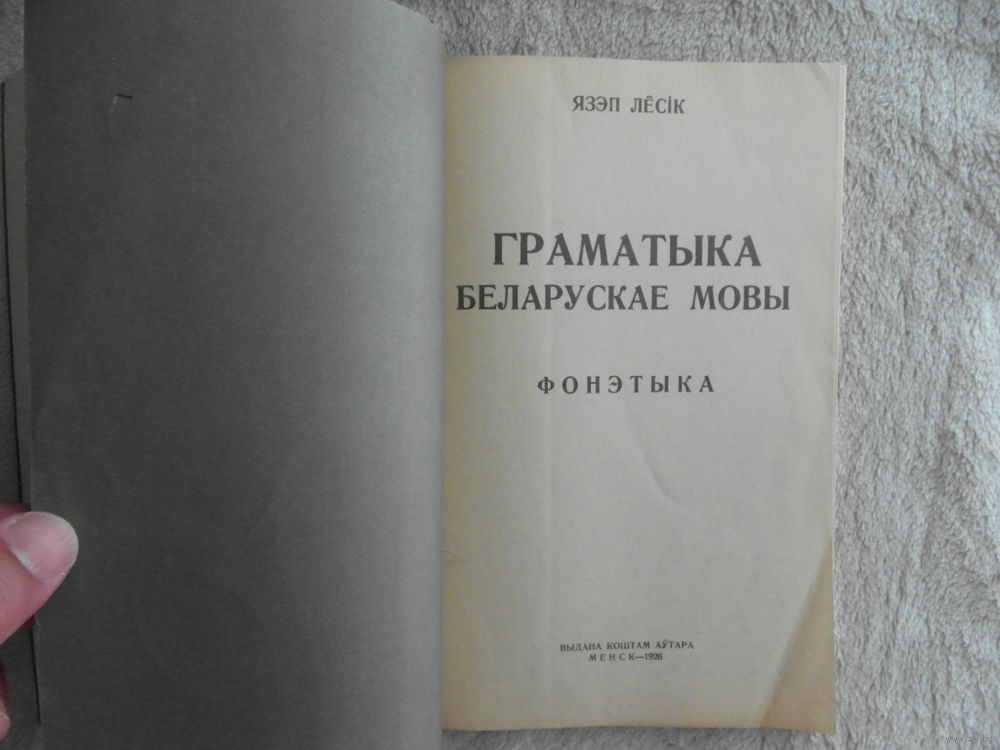 ЯЗЭП ЛЁСІК
ГРАМАТЫКА
БЕЛАРУСКАЕ МОВЫ
ФОНЭТЫКА
ВЫДАНА КОШТАМ АЎТАРА
МЕНСК—1926